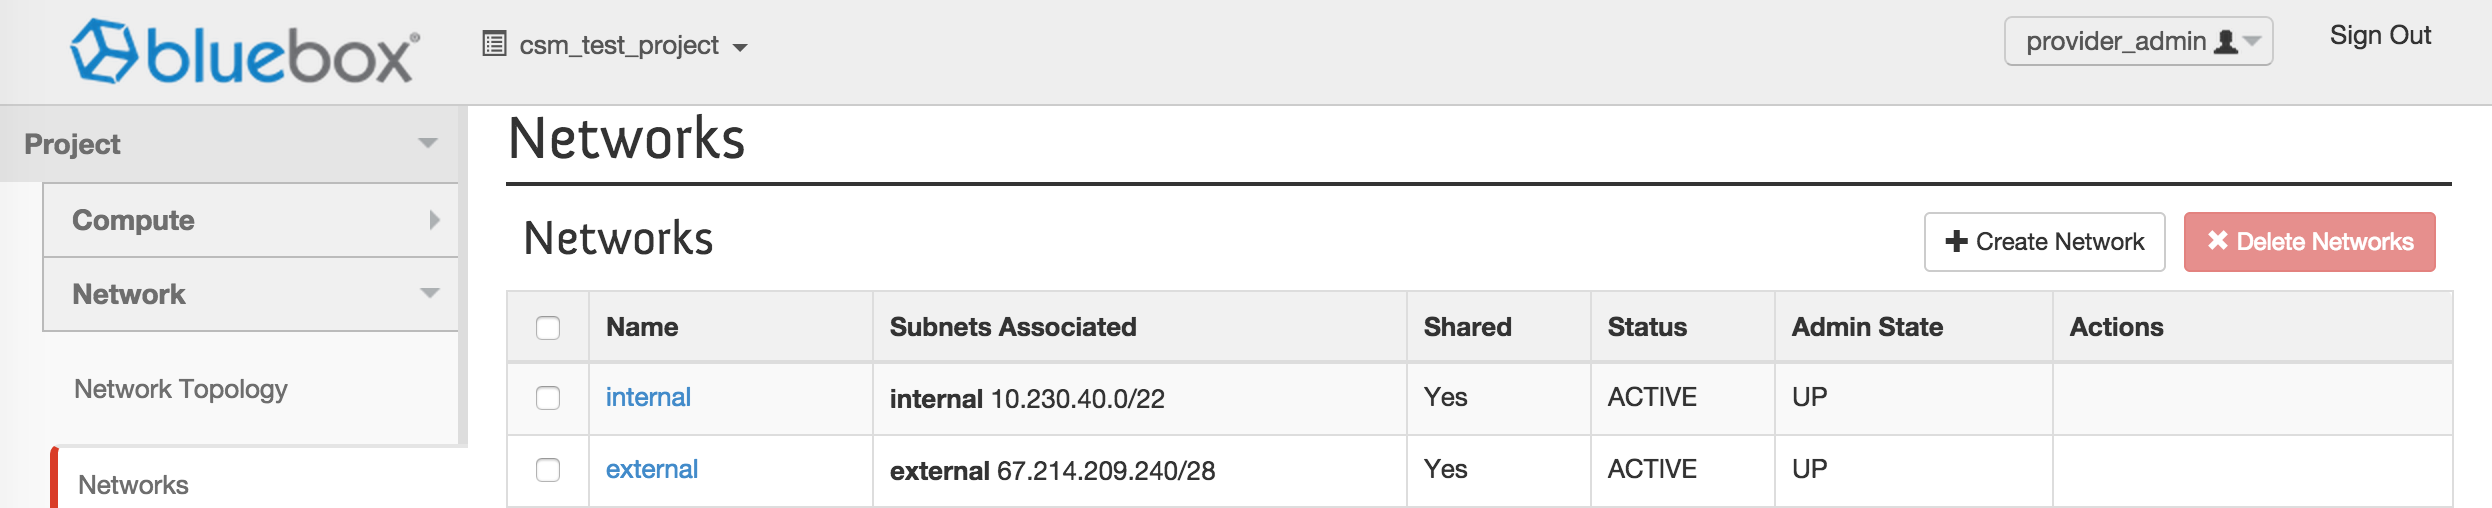 bluebox®
csm_test_project
provider_admin
Sign Out
Project
Compute
Network
Network Topology
Networks
Networks
Networks
Create Network
Delete Networks
Name Subnets Associated Shared Status Admin State Actions
internal internal 10.230.40.0/22 Yes ACTIVE UP
external external 67.214.209.240/28 Yes ACTIVE UP